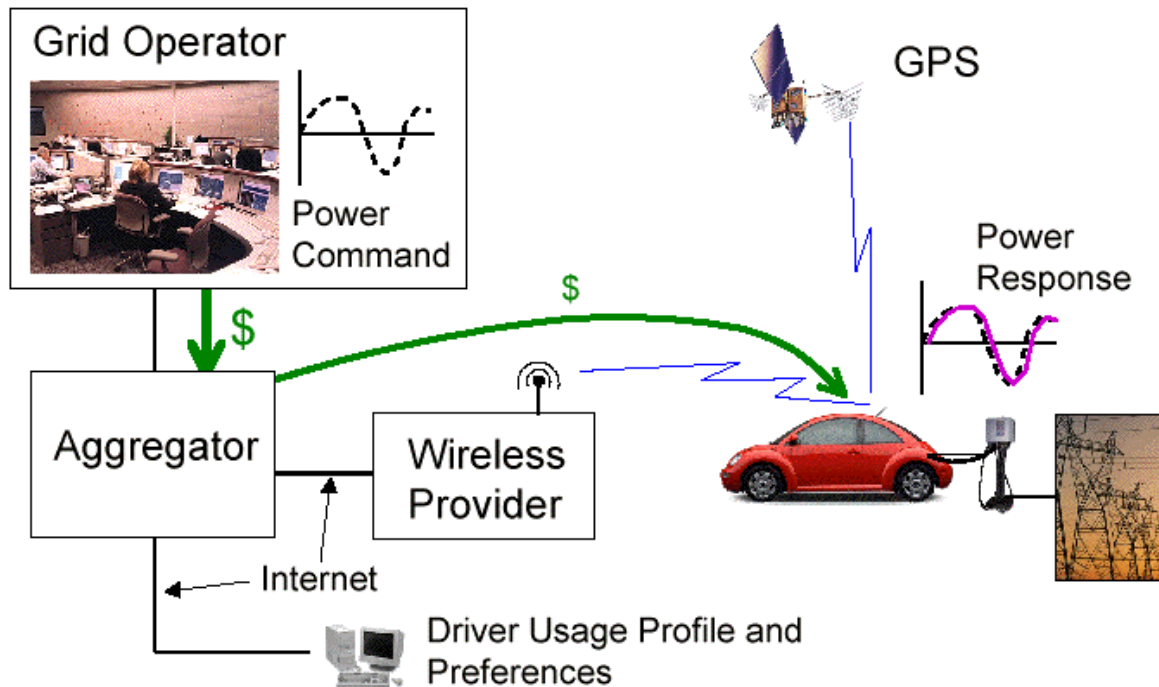 Grid Operator
Power
Command
GPS
Power
Response
$
$
Aggregator
Wireless
Provider
Internet
Driver Usage Profile and
Preferences